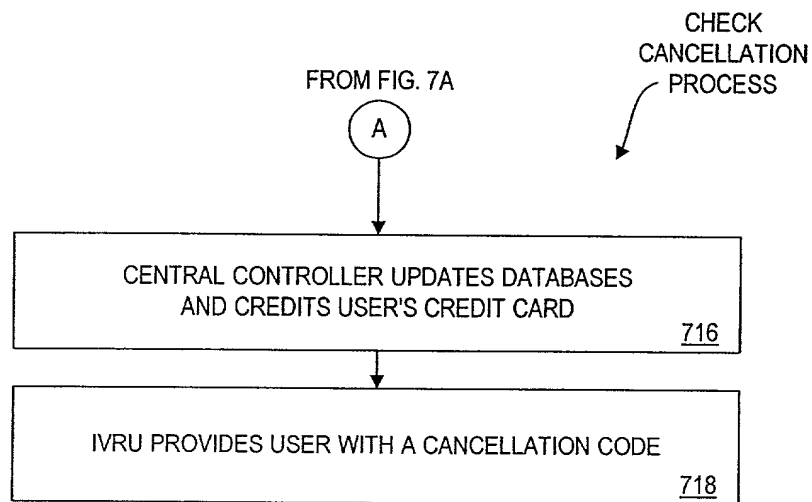 CHECK
CANCELLATION
PROCESS
FROM FIG. 7A
A
CENTRAL CONTROLLER UPDATES DATABASES
AND CREDITS USER'S CREDIT CARD
716
IVRU PROVIDES USER WITH A CANCELLATION CODE
718